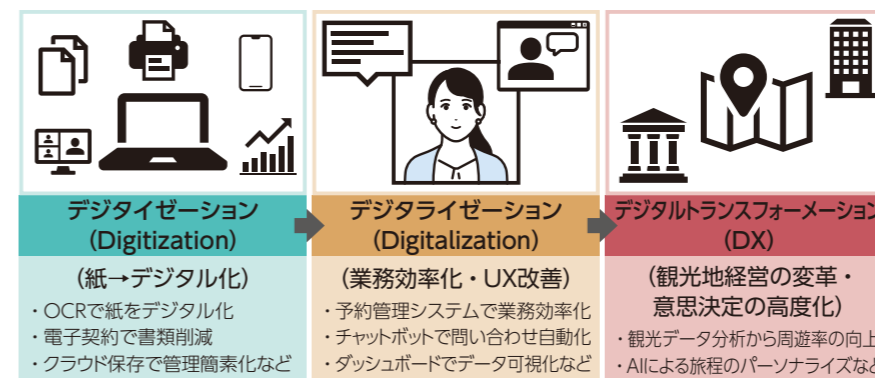 デジタイゼーション
(Digitization)
(紙→デジタル化)
・OCRで紙をデジタル化
・電子契約で書類削減
・クラウド保存で管理簡素化など
デジタライゼーション
(Digitalization)
(業務効率化・UX改善)
・予約管理システムで業務効率化
・チャットボットで問い合わせ自動化
・ダッシュボードでデータ可視化など
デジタルトランスフォーメーション
(DX)
(観光地経営の変革・
意思決定の高度化)
・観光データ分析から周遊率の向上
・AIによる旅程のパーソナライズなど